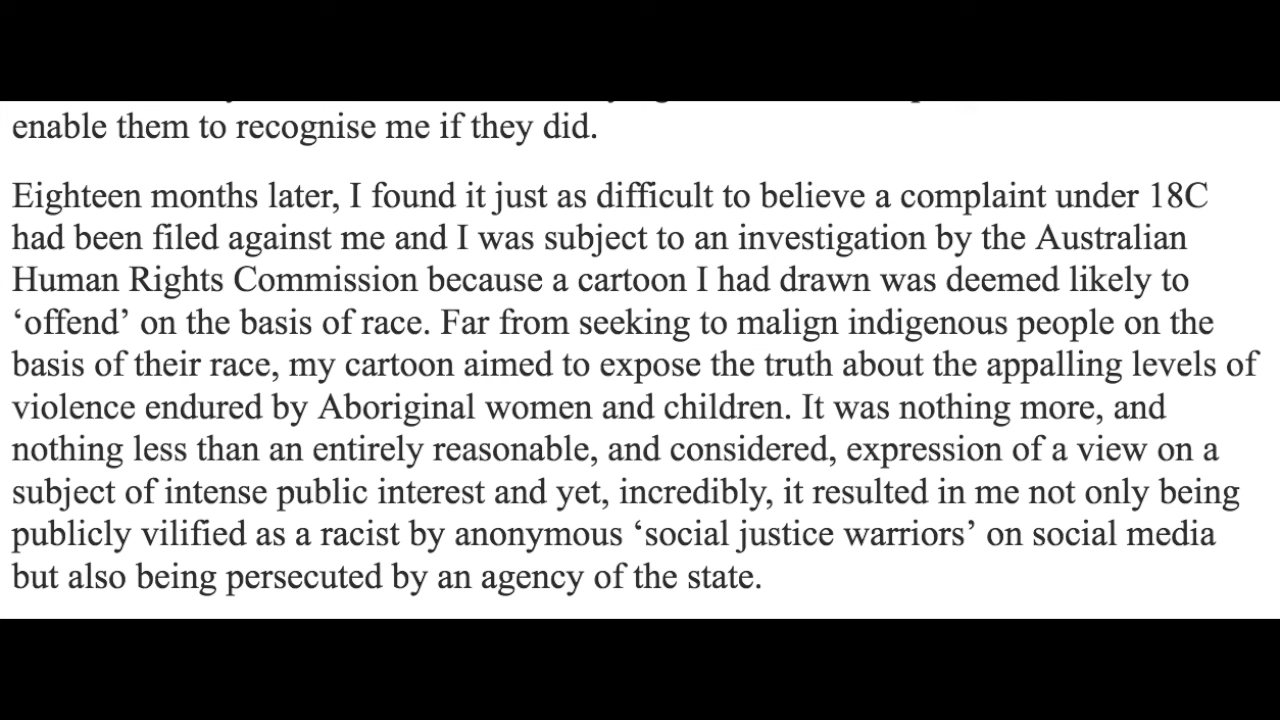 enable them to recognise me if they did.
Eighteen months later, I found it just as difficult to believe a complaint under 18C
had been filed against me and I was subject to an investigation by the Australian
Human Rights Commission because a cartoon I had drawn was deemed likely to
‘offend’ on the basis of race. Far from seeking to malign indigenous people on the
basis of their race, my cartoon aimed to expose the truth about the appalling levels of
violence endured by Aboriginal women and children. It was nothing more, and
nothing less than an entirely reasonable, and considered, expression of a view on a
subject of intense public interest and yet, incredibly, it resulted in me not only being
publicly vilified as a racist by anonymous ‘social justice warriors’ on social media
but also being persecuted by an agency of the state.